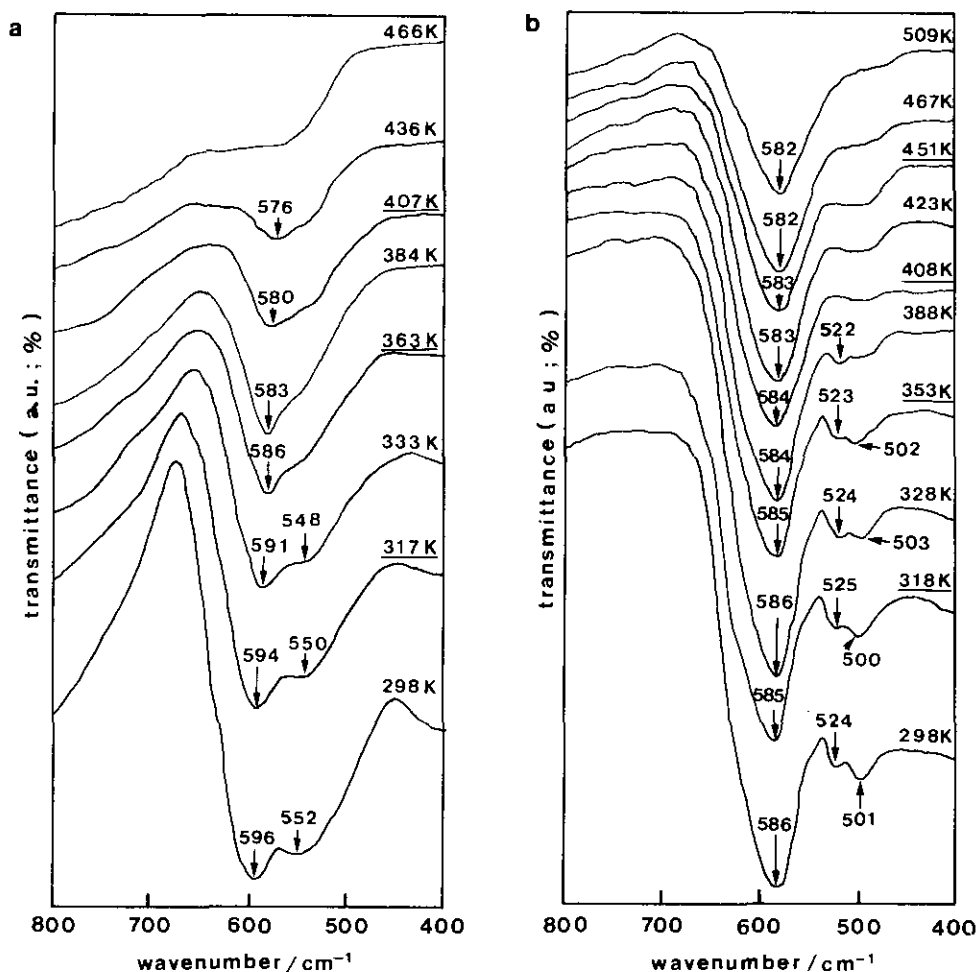 a
466K
436K
576
407K
580
384K
583
363K
586
333K
591 548
317K
594 550
298K
596 552
transmittance (a.u. ; %)
800 700 600 500 400
wavenumber / cm⁻¹
b
509K
582
467K
582
451K
583
423K
583
408K
584 522
388K
584 523
502
353K
585 524
503
328K
586 525
500
318K
585 524
501
298K
586
transmittance (a u ; %)
800 700 600 500 400
wavenumber / cm⁻¹